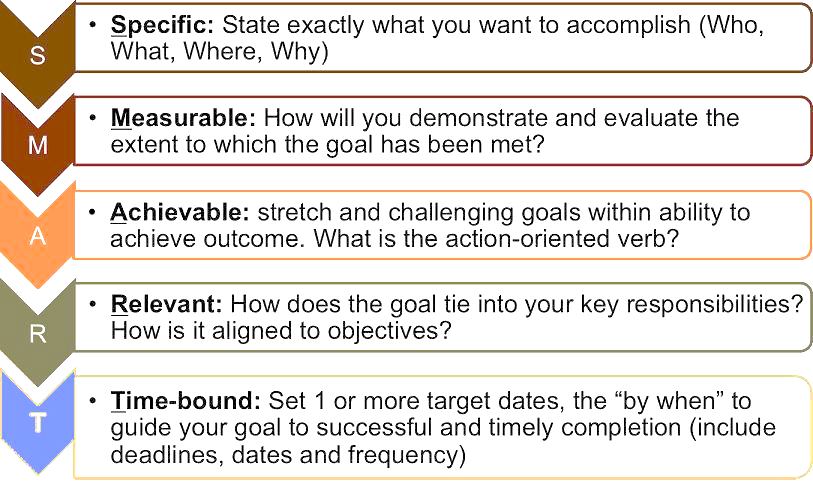 S
• Specific: State exactly what you want to accomplish (Who,
What, Where, Why)
M
• Measurable: How will you demonstrate and evaluate the
extent to which the goal has been met?
A
• Achievable: stretch and challenging goals within ability to
achieve outcome. What is the action-oriented verb?
R
• Relevant: How does the goal tie into your key responsibilities?
How is it aligned to objectives?
T
• Time-bound: Set 1 or more target dates, the “by when” to
guide your goal to successful and timely completion (include
deadlines, dates and frequency)